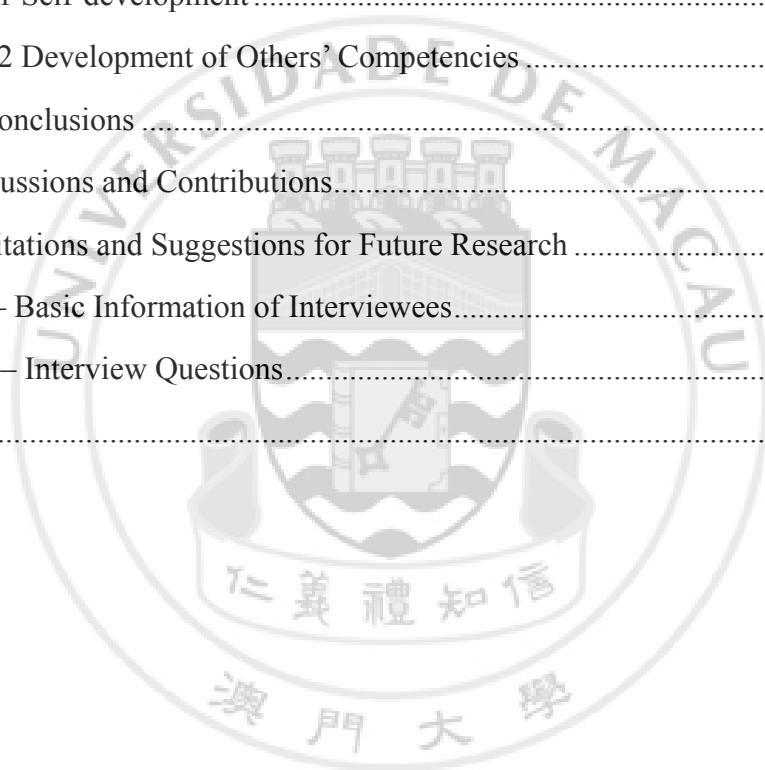 1 Self-development
2 Development of Others’ Competencies
onclusions
ussions and Contributions
itations and Suggestions for Future Research
– Basic Information of Interviewees
– Interview Questions
UNIVERSIDADE DE MACAU
仁義禮知信
澳門大學